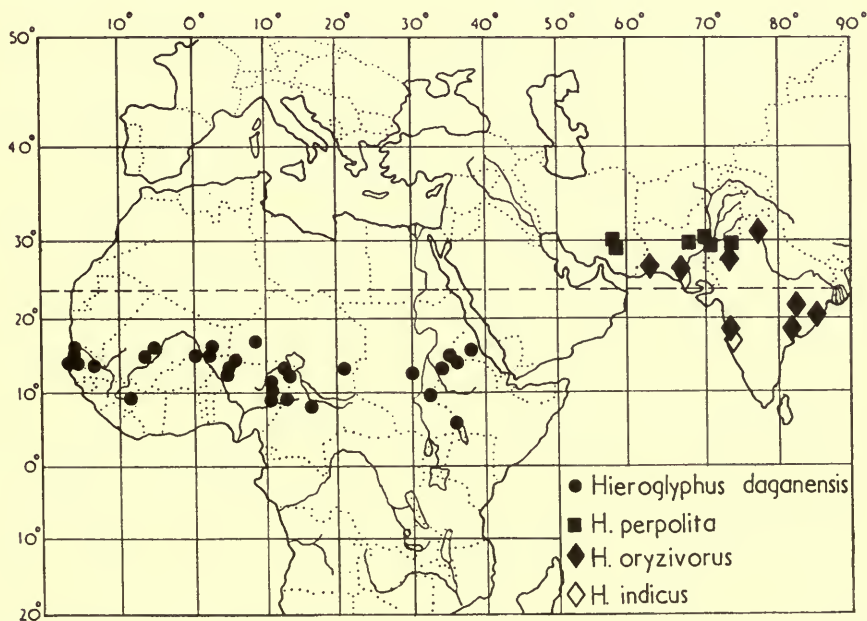 10° 0° 10° 20° 30° 40° 50° 60° 70° 80° 90°
50°
40°
30°
20°
10°
0°
10°
20°
Hieroglyphus daganensis
H. perpolita
H. oryzivorus
H. indicus